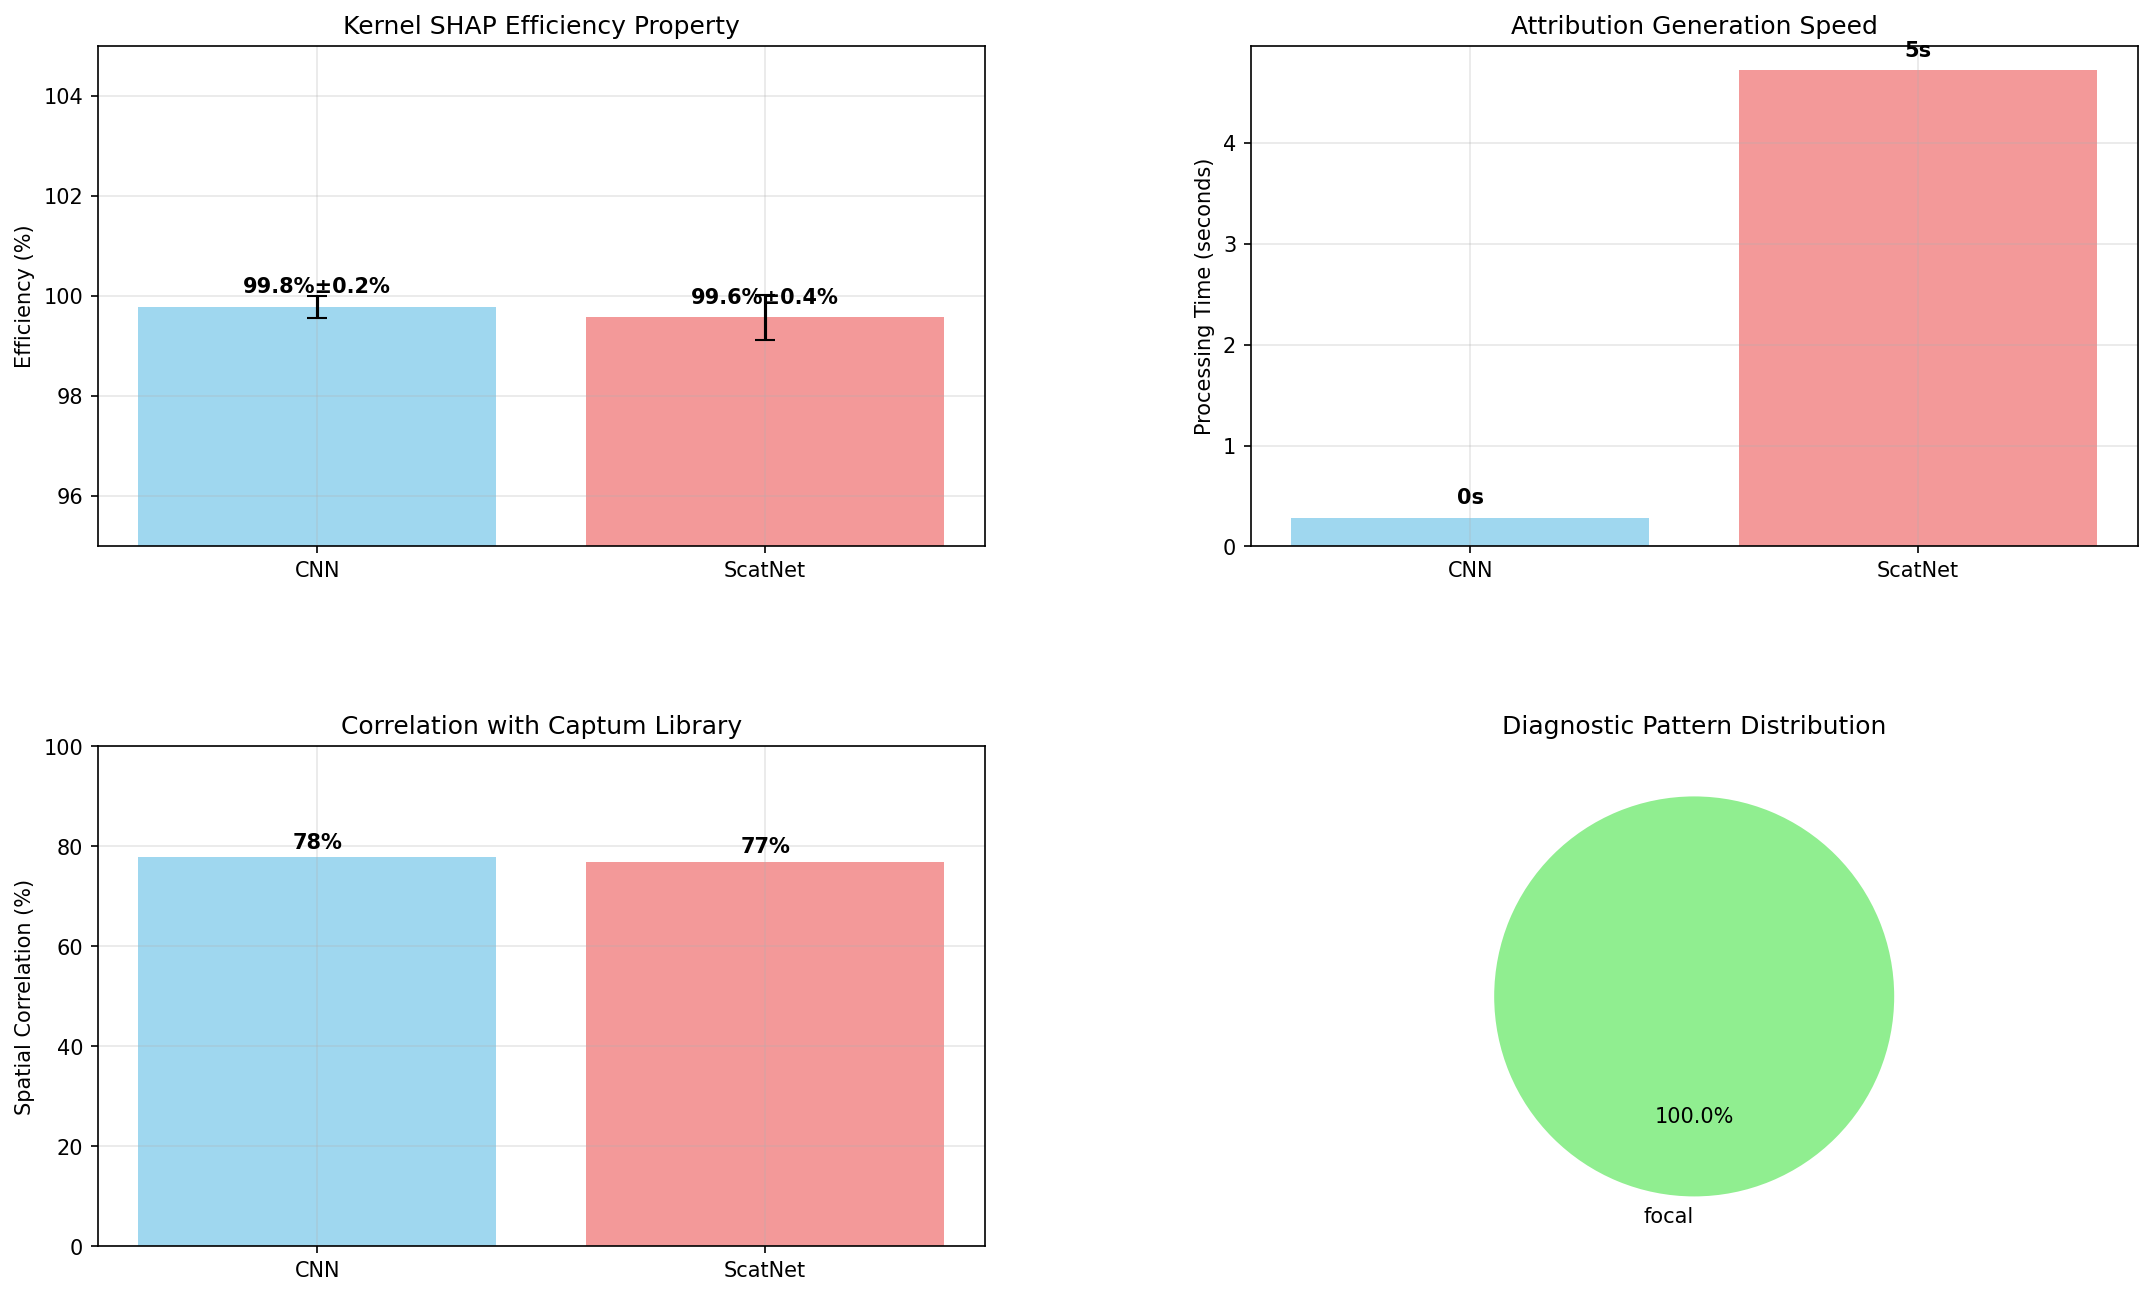 Kernel SHAP Efficiency Property
Efficiency (%)
104
102
100
98
96
99.8%±0.2%
99.6%±0.4%
CNN
ScatNet
Attribution Generation Speed
Processing Time (seconds)
4
3
2
1
0
0s
5s
CNN
ScatNet
Correlation with Captum Library
Spatial Correlation (%)
100
80
60
40
20
0
78%
77%
CNN
ScatNet
Diagnostic Pattern Distribution
100.0%
focal